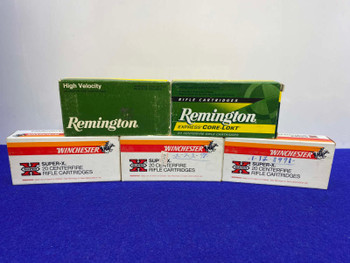 High Velocity
Remington
RIFLE CARTRIDGES
Remington
EXPRESS CORE-LOKT
WINCHESTER
X SUPER-X
20 CENTERFIRE
RIFLE CARTRIDGES
WINCHESTER
X SUP
20 CENTERFIRE
RIFLE CARTRIDGES
WINCHESTER
X SUPER-X
20 CENTERFIRE
RIFLE CARTRIDGES